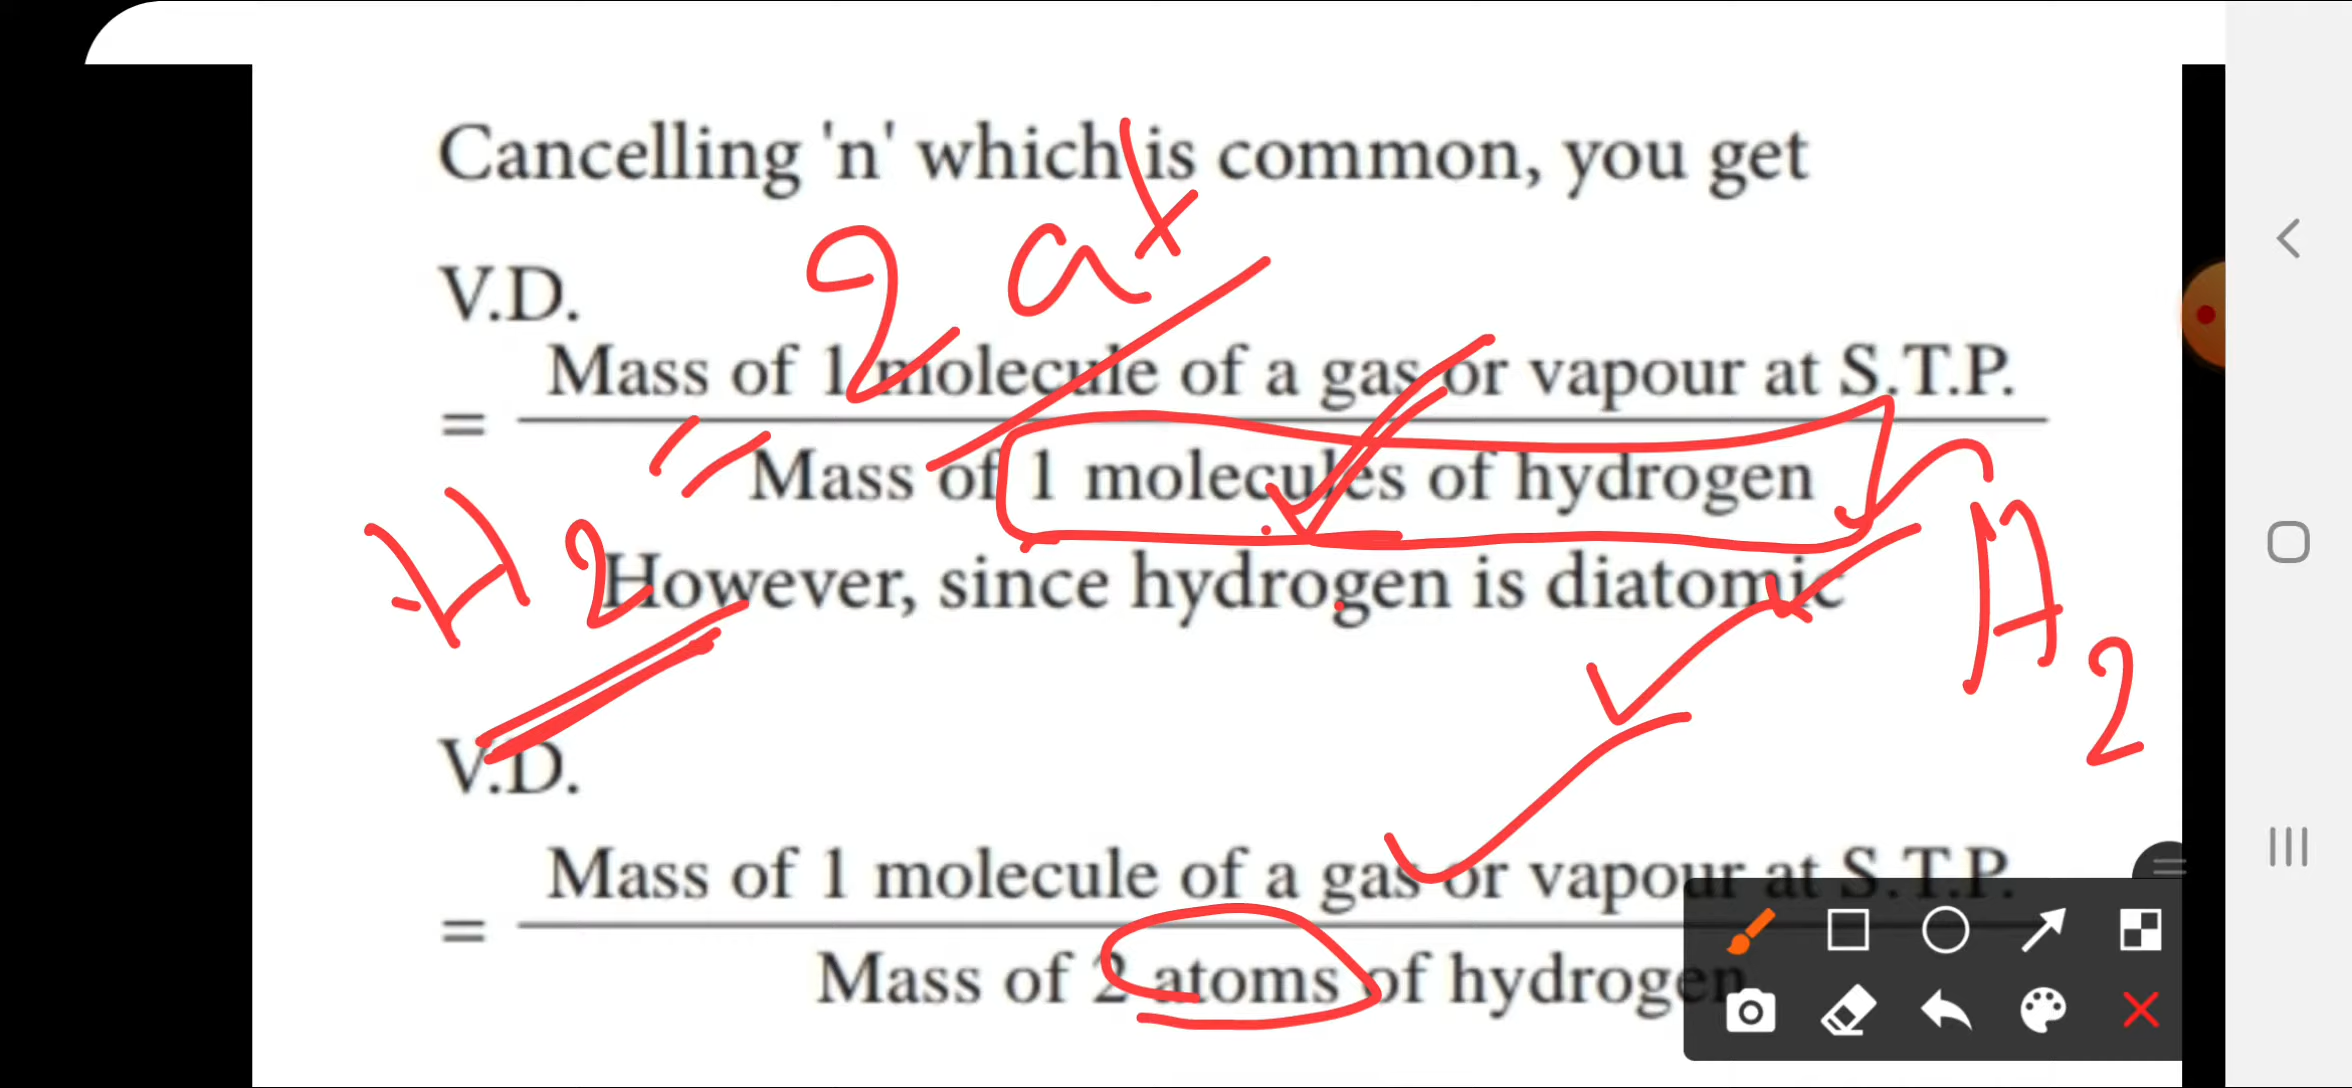 Cancelling 'n' which is common, you get
2 at
V.D.
Mass of 1 molecule of a gas or vapour at S.T.P.
=
Mass of 1 molecules of hydrogen
H2
However, since hydrogen is diatomic
H2
V.D.
Mass of 1 molecule of a gas or vapour at S.T.P.
=
Mass of 2 atoms of hydrogen